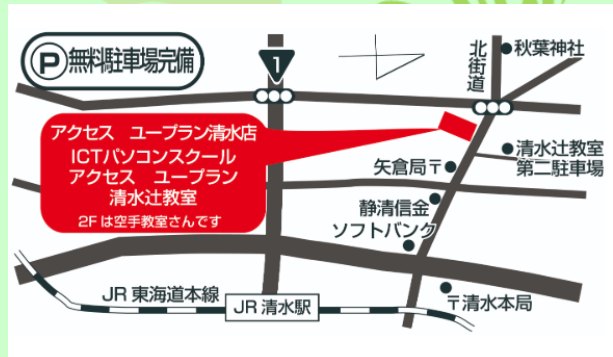 Ⓟ無料駐車場完備
1
北街道
秋葉神社
アクセス ユープラン清水店
ICTパソコンスクール
アクセス ユープラン
清水辻教室
2Fは空手教室さんです
清水辻教室
第二駐車場
矢倉局〒
静清信金
ソフトバンク
JR東海道本線
JR清水駅
〒清水本局